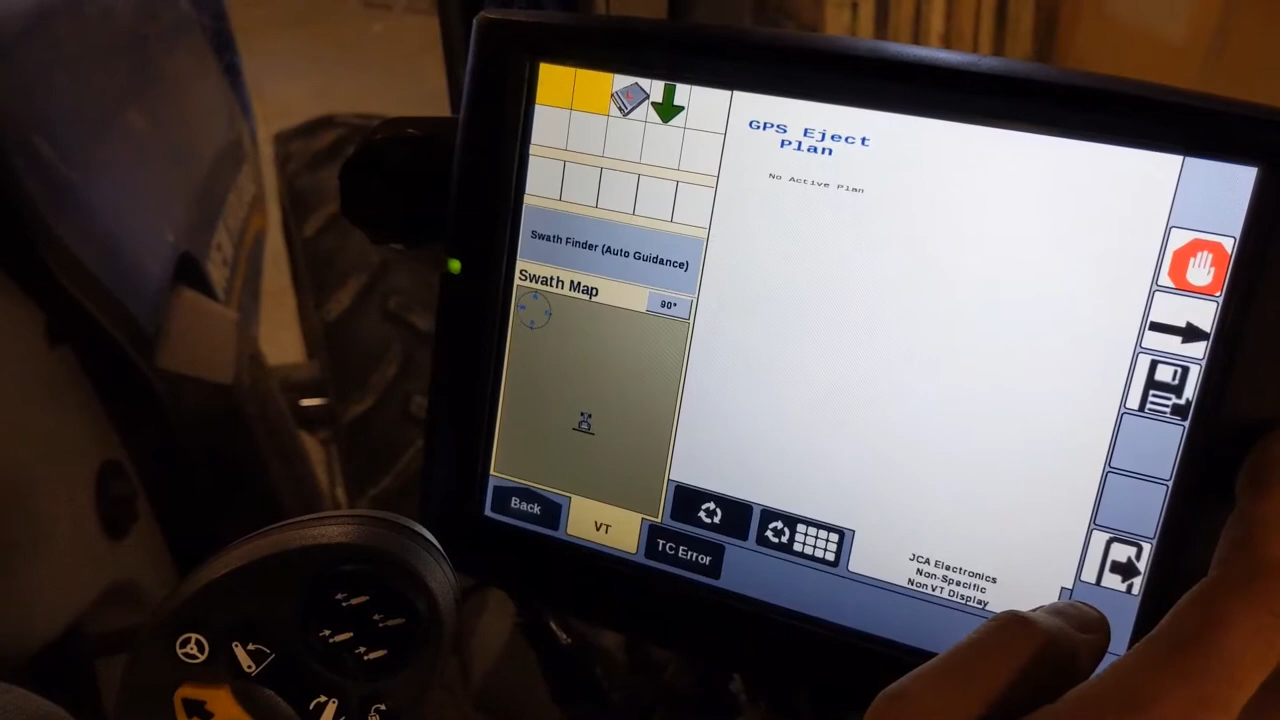 GPS Eject
Plan
No Active Plan
Swath Finder (Auto Guidance)
Swath Map
90°
Back
VT
TC Error
JCA Electronics
Non-Specific
Non VT Display